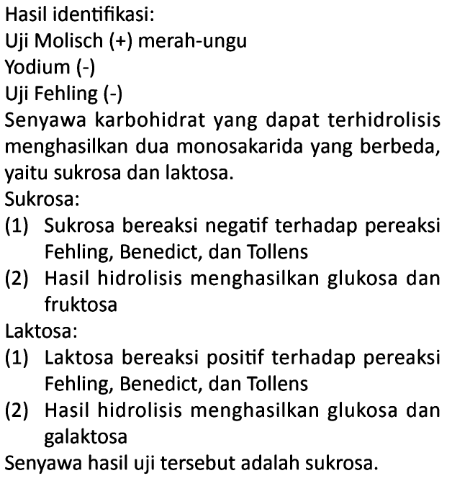 Hasil identifikasi:
Uji Molisch (+) merah-ungu
Yodium (-)
Uji Fehling (-)
Senyawa karbohidrat yang dapat terhidrolisis
menghasilkan dua monosakarida yang berbeda,
yaitu sukrosa dan laktosa.
Sukrosa:
(1) Sukrosa bereaksi negatif terhadap pereaksi
Fehling, Benedict, dan Tollens
(2) Hasil hidrolisis menghasilkan glukosa dan
fruktosa
Laktosa:
(1) Laktosa bereaksi positif terhadap pereaksi
Fehling, Benedict, dan Tollens
(2) Hasil hidrolisis menghasilkan glukosa dan
galaktosa
Senyawa hasil uji tersebut adalah sukrosa.